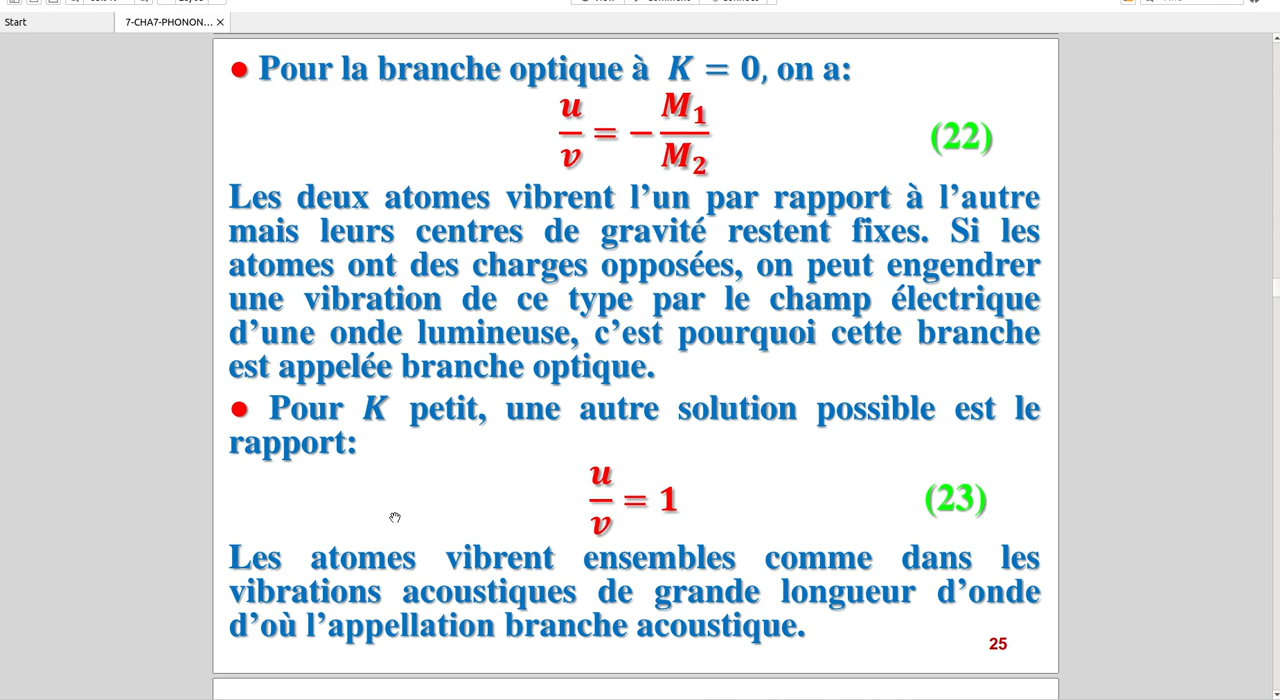 Start
7-CHA7-PHONON...
• Pour la branche optique à K = 0, on a:
u/v = − M₁/M₂ (22)
Les deux atomes vibrent l’un par rapport à l’autre
mais leurs centres de gravité restent fixes. Si les
atomes ont des charges opposées, on peut engendrer
une vibration de ce type par le champ électrique
d’une onde lumineuse, c’est pourquoi cette branche
est appelée branche optique.
• Pour K petit, une autre solution possible est le
rapport:
u/v = 1 (23)
Les atomes vibrent ensembles comme dans les
vibrations acoustiques de grande longueur d’onde
d’où l’appellation branche acoustique.
25